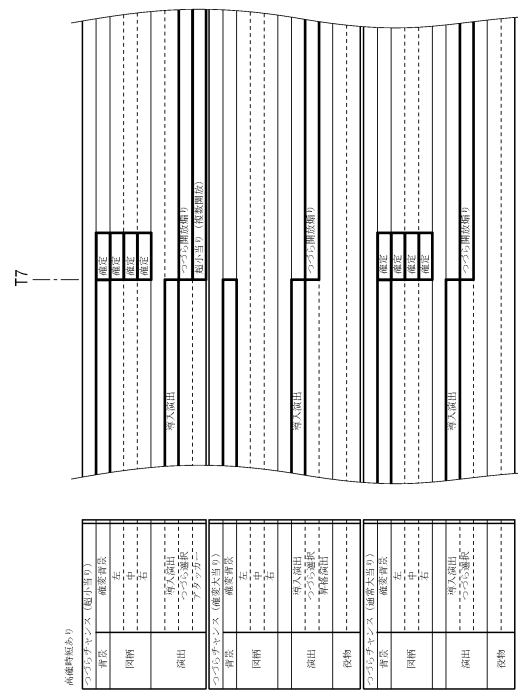 T7
高確時短あり
つづらチャンス（超小当り）
背景
確変背景
確定
図柄
左
確定
中
確定
右
確定
演出
導入演出
導入演出
つづら選択
つづら開放煽り
アタッカー
超小当り（複数開放）
つづらチャンス（確変大当り）
背景
確変背景
図柄
左
中
右
演出
導入演出
導入演出
つづら選択
つづら開放煽り
昇格演出
役物
つづらチャンス（通常大当り）
背景
確変背景
確定
図柄
左
確定
中
確定
右
確定
演出
導入演出
導入演出
つづら選択
つづら開放煽り
役物